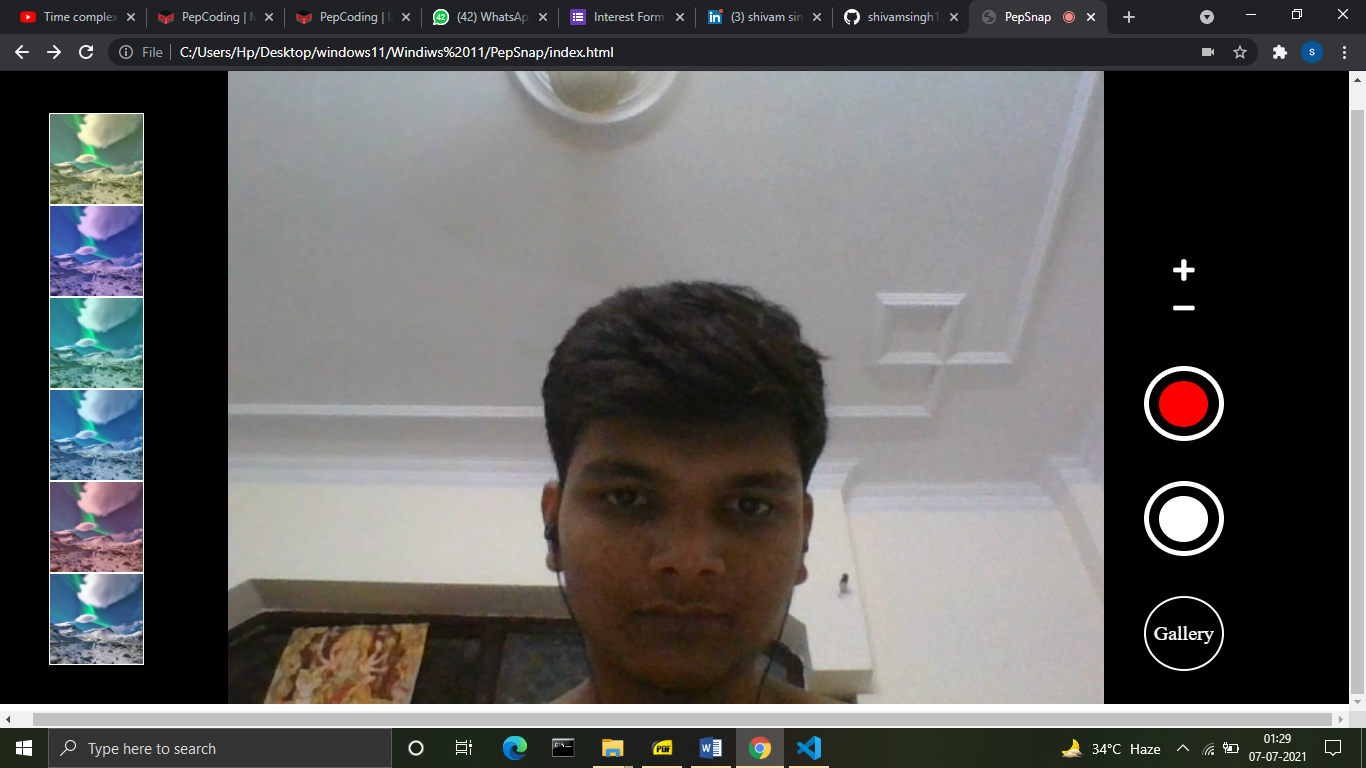 Time complex
PepCoding | N
PepCoding | I
(42) WhatsAp
Interest Form
(3) shivam sin
shivamsingh1
PepSnap
File
C:/Users/Hp/Desktop/windows11/Windiws%2011/PepSnap/index.html
S
Gallery
Type here to search
PDF
34°C Haze
01:29
07-07-2021